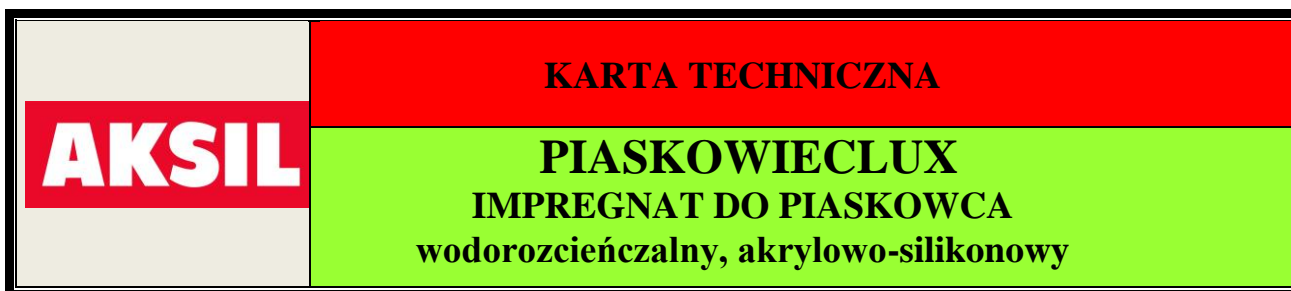 AKSIL
KARTA TECHNICZNA
PIASKOWIECLUX
IMPREGNAT DO PIASKOWCA
wodorozcieńczalny, akrylowo-silikonowy